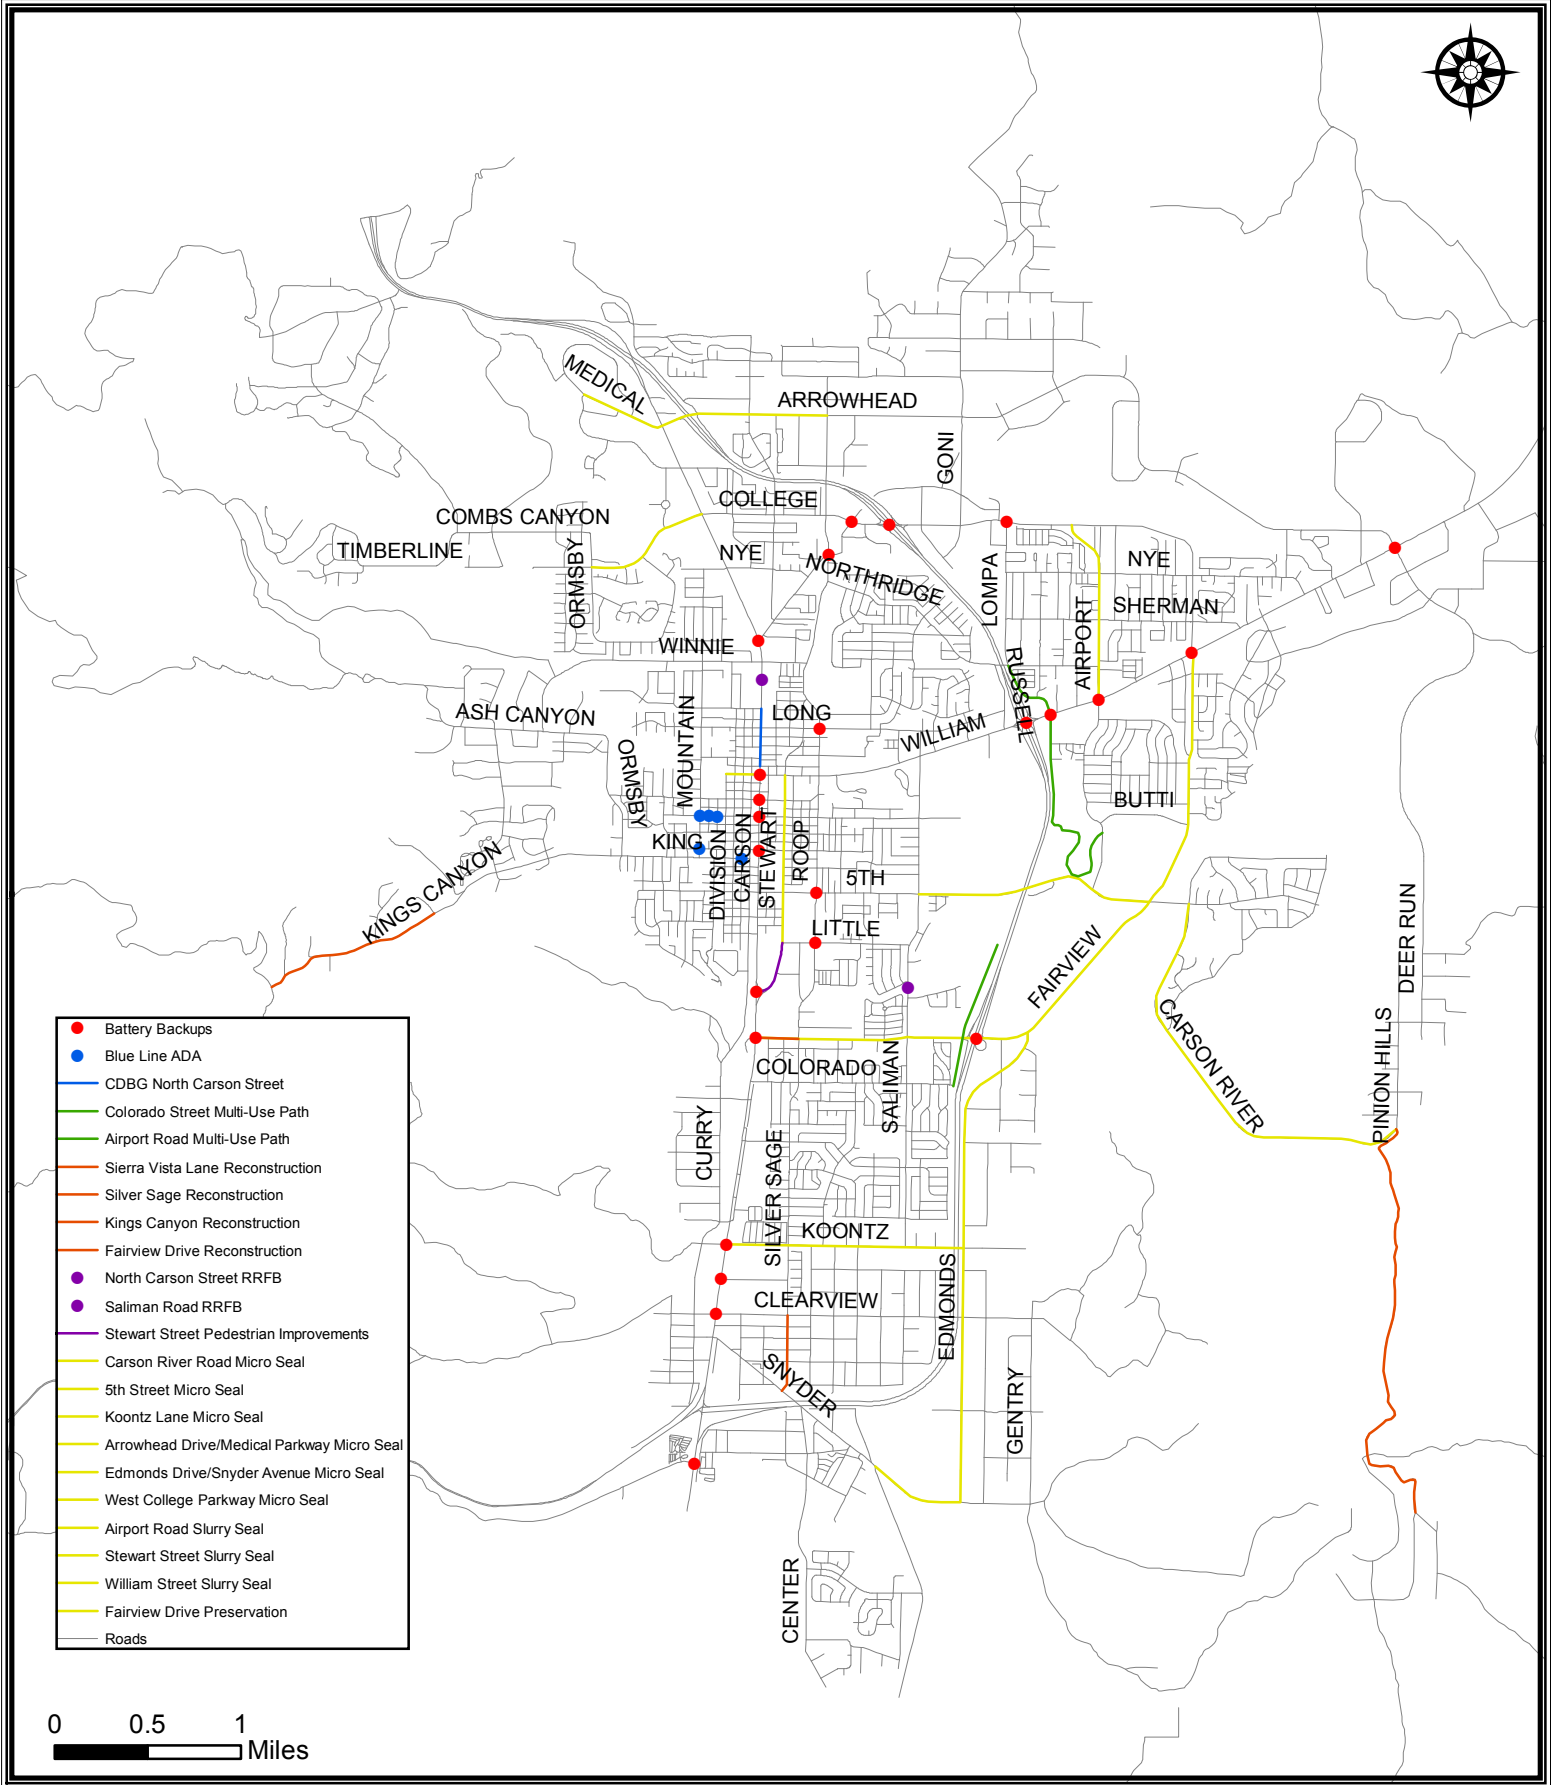 MEDICAL
ARROWHEAD
GONI
COLLEGE
COMBS CANYON
TIMBERLINE
NYE
NORTHRIDGE
ORMSBY
LOMPA
NYE
SHERMAN
AIRPORT
WINNIE
RUSSELL
ASH CANYON
MOUNTAIN
LONG
WILLIAM
ORMSBY
BUTTI
KING
DIVISION
CARSON
STEWART
ROOP
KINGS CANYON
5TH
LITTLE
DEER RUN
FAIRVIEW
CARSON RIVER
PINION HILLS
COLORADO
SALIMAN
CURRY
SILVER SAGE
KOONTZ
EDMONDS
CLEARVIEW
SNYDER
GENTRY
CENTER
Battery Backups
Blue Line ADA
CDBG North Carson Street
Colorado Street Multi-Use Path
Airport Road Multi-Use Path
Sierra Vista Lane Reconstruction
Silver Sage Reconstruction
Kings Canyon Reconstruction
Fairview Drive Reconstruction
North Carson Street RRFB
Saliman Road RRFB
Stewart Street Pedestrian Improvements
Carson River Road Micro Seal
5th Street Micro Seal
Koontz Lane Micro Seal
Arrowhead Drive/Medical Parkway Micro Seal
Edmonds Drive/Snyder Avenue Micro Seal
West College Parkway Micro Seal
Airport Road Slurry Seal
Stewart Street Slurry Seal
William Street Slurry Seal
Fairview Drive Preservation
Roads
0 0.5 1
Miles